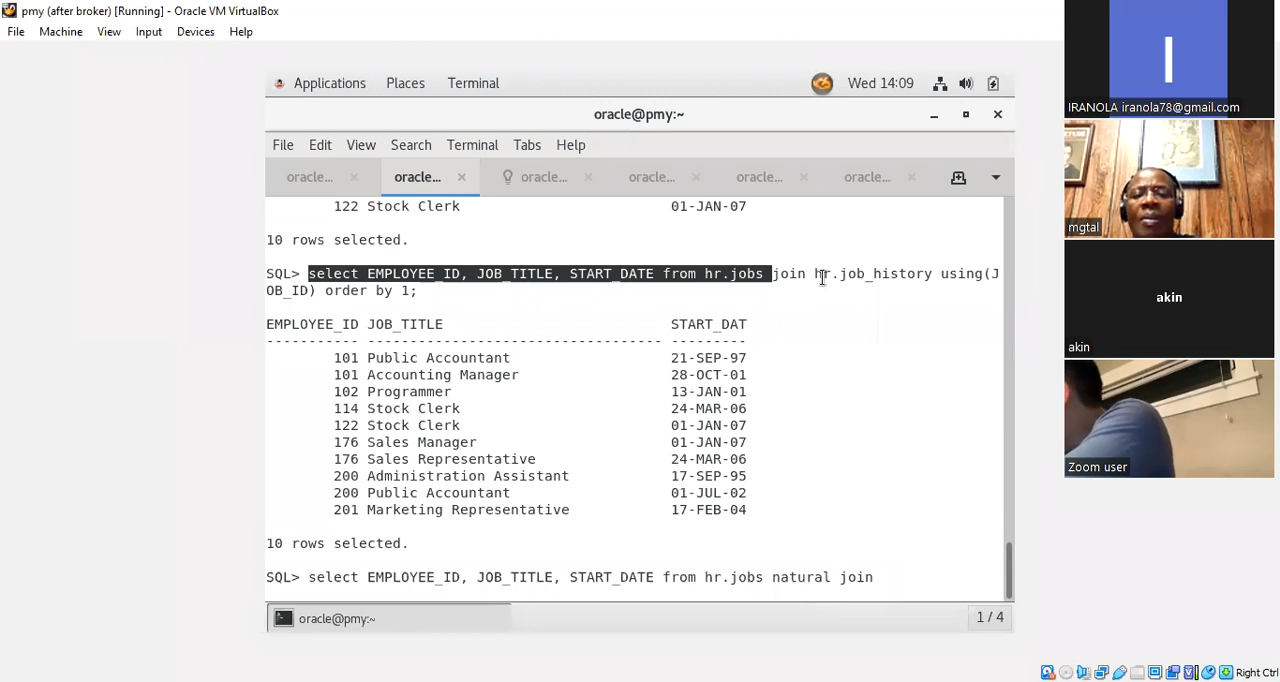 pmy (after broker) [Running] - Oracle VM VirtualBox
File Machine View Input Devices Help
Applications Places Terminal Wed 14:09
oracle@pmy:~
File Edit View Search Terminal Tabs Help
oracle... oracle... oracle... oracle... oracle... oracle...
122 Stock Clerk 01-JAN-07
10 rows selected.
SQL> select EMPLOYEE_ID, JOB_TITLE, START_DATE from hr.jobs join hr.job_history using(J
OB_ID) order by 1;
EMPLOYEE_ID JOB_TITLE START_DAT
----------- ----------------------------------- ---------
101 Public Accountant 21-SEP-97
101 Accounting Manager 28-OCT-01
102 Programmer 13-JAN-01
114 Stock Clerk 24-MAR-06
122 Stock Clerk 01-JAN-07
176 Sales Manager 01-JAN-07
176 Sales Representative 24-MAR-06
200 Administration Assistant 17-SEP-95
200 Public Accountant 01-JUL-02
201 Marketing Representative 17-FEB-04
10 rows selected.
SQL> select EMPLOYEE_ID, JOB_TITLE, START_DATE from hr.jobs natural join
oracle@pmy:~ 1 / 4
I
IRANOLA iranola78@gmail.com
mgtal
akin
akin
Zoom user
Right Ctrl